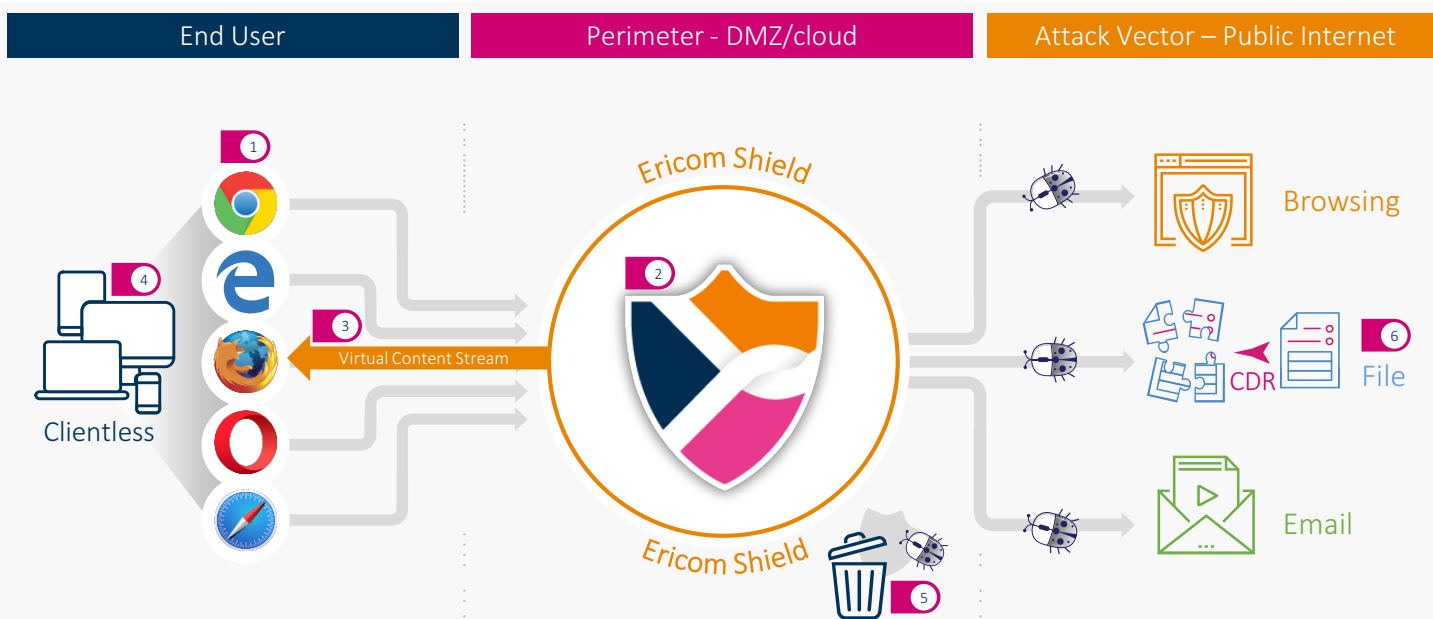 End User
Perimeter - DMZ/cloud
Attack Vector – Public Internet
1
Ericom Shield
Browsing
4
2
3
Virtual Content Stream
6
CDR
File
Clientless
Email
Ericom Shield
5